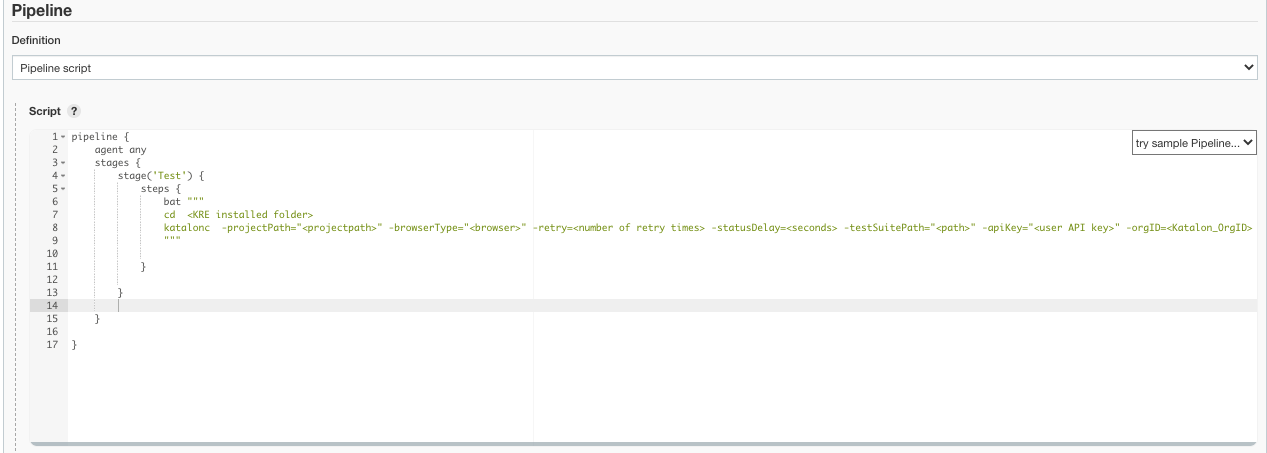 Pipeline
Definition
Pipeline script
Script ?
try sample Pipeline...
1 pipeline {
2     agent any
3     stages {
4         stage('Test') {
5             steps {
6                 bat """
7                 cd  <KRE installed folder>
8                 katalonc  -projectPath="<projectpath>" -browserType="<browser>" -retry=<number of retry times> -statusDelay=<seconds> -testSuitePath="<path>" -apiKey="<user API key>" -orgID=<Katalon_OrgID>
9                 """
10
11             }
12
13         }
14
15     }
16
17 }